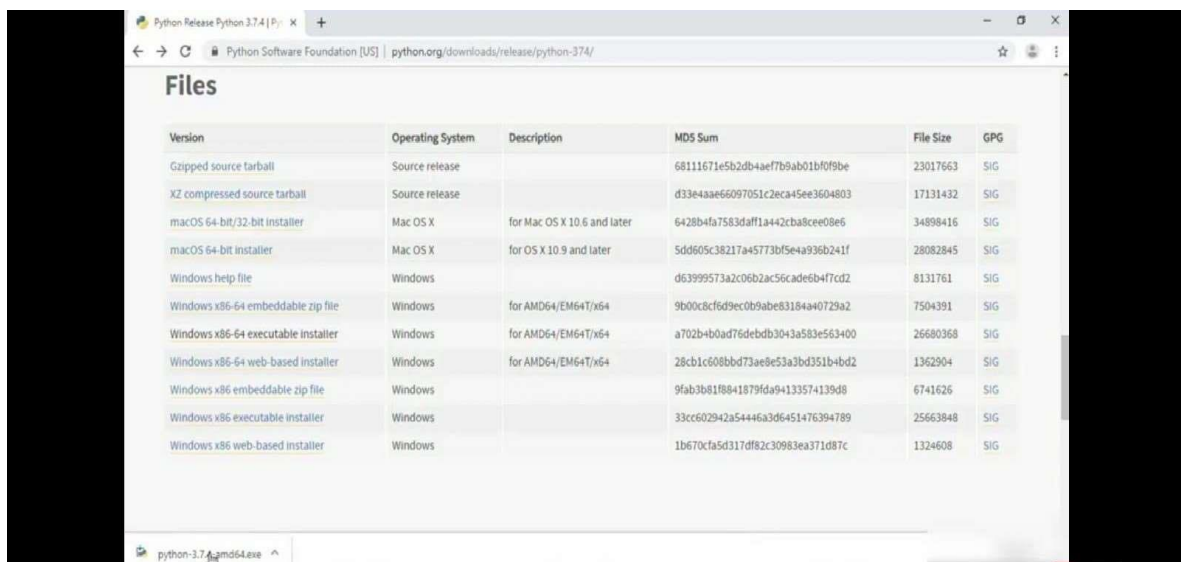 Python Release Python 3.7.4 | Py
Python Software Foundation [US] | python.org/downloads/release/python-374/
Files
Version Operating System Description MD5 Sum File Size GPG
Gzipped source tarball Source release 68111671e5b2db4aef7b9ab01bf0f9be 23017663 SIG
XZ compressed source tarball Source release d33e4aae66097051c2eca45ee3604803 17131432 SIG
macOS 64-bit/32-bit installer Mac OS X for Mac OS X 10.6 and later 6428b4fa7583daff1a442cba8cee08e6 34898416 SIG
macOS 64-bit installer Mac OS X for OS X 10.9 and later 5dd605c38217a45773bf5e4a936b241f 28082845 SIG
Windows help file Windows d63999573a2c06b2ac56cade6b4f7cd2 8131761 SIG
Windows x86-64 embeddable zip file Windows for AMD64/EM64T/x64 9b00c8cf6d9ec0b9abe83184a40729a2 7504391 SIG
Windows x86-64 executable installer Windows for AMD64/EM64T/x64 a702b4b0ad76debdb3043a583e563400 26680368 SIG
Windows x86-64 web-based installer Windows for AMD64/EM64T/x64 28cb1c608bbd73ae8e53a3bd351b4bd2 1362904 SIG
Windows x86 embeddable zip file Windows 9fab3b81f8841879fda94133574139d8 6741626 SIG
Windows x86 executable installer Windows 33cc602942a54446a3d6451476394789 25663848 SIG
Windows x86 web-based installer Windows 1b670cfa5d317df82c30983ea371d87c 1324608 SIG
python-3.7.4-amd64.exe